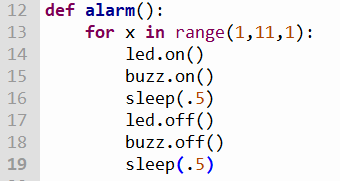 12 def alarm():
13     for x in range(1,11,1):
14         led.on()
15         buzz.on()
16         sleep(.5)
17         led.off()
18         buzz.off()
19         sleep(.5)